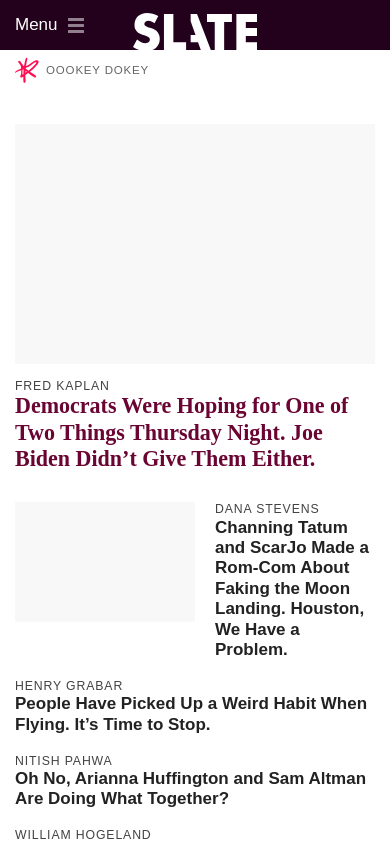 Menu
SLATE
OOOKEY DOKEY
FRED KAPLAN
Democrats Were Hoping for One of
Two Things Thursday Night. Joe
Biden Didn’t Give Them Either.
DANA STEVENS
Channing Tatum
and ScarJo Made a
Rom-Com About
Faking the Moon
Landing. Houston,
We Have a
Problem.
HENRY GRABAR
People Have Picked Up a Weird Habit When
Flying. It’s Time to Stop.
NITISH PAHWA
Oh No, Arianna Huffington and Sam Altman
Are Doing What Together?
WILLIAM HOGELAND